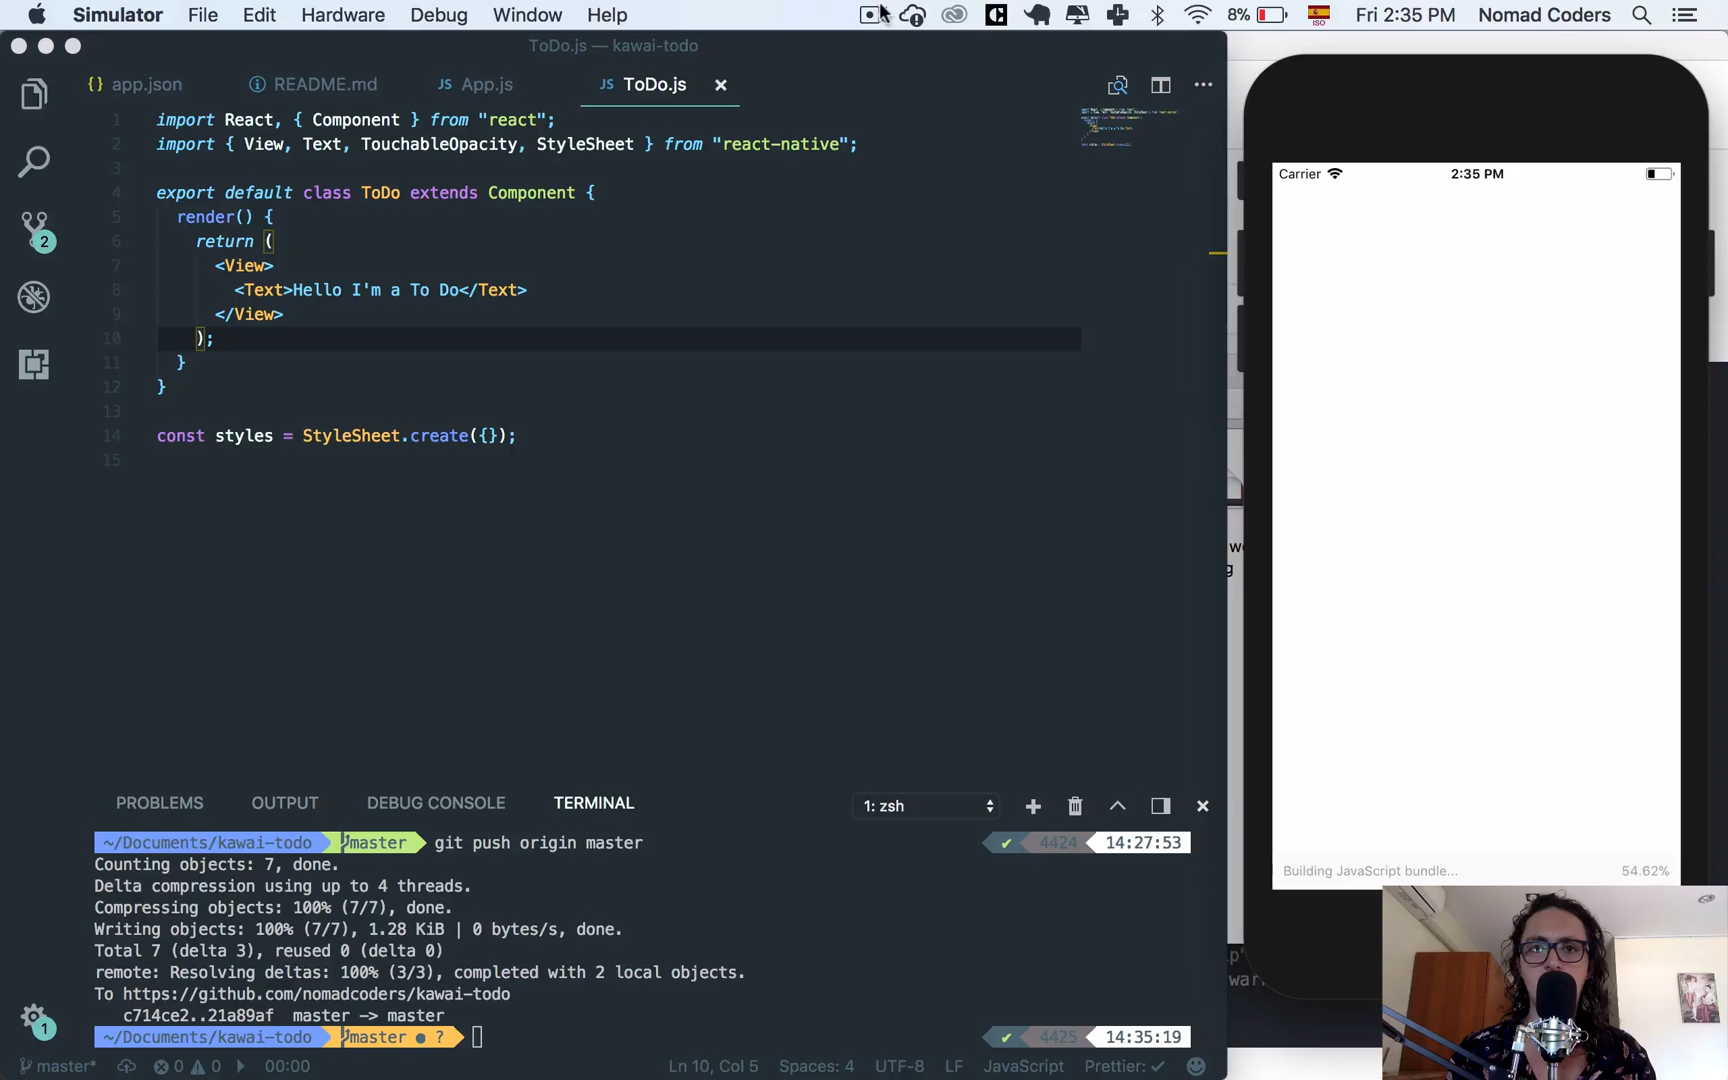 Simulator File Edit Hardware Debug Window Help 8% ISO Fri 2:35 PM Nomad Coders
ToDo.js — kawai-todo
{} app.json README.md JS App.js JS ToDo.js
1 import React, { Component } from "react";
2 import { View, Text, TouchableOpacity, StyleSheet } from "react-native";
3
4 export default class ToDo extends Component {
5 render() {
6 return (
7 <View>
8 <Text>Hello I'm a To Do</Text>
9 </View>
10 );
11 }
12 }
13
14 const styles = StyleSheet.create({});
15
2
1
PROBLEMS OUTPUT DEBUG CONSOLE TERMINAL 1: zsh
~/Documents/kawai-todo master git push origin master ✔ 4424 14:27:53
Counting objects: 7, done.
Delta compression using up to 4 threads.
Compressing objects: 100% (7/7), done.
Writing objects: 100% (7/7), 1.28 KiB | 0 bytes/s, done.
Total 7 (delta 3), reused 0 (delta 0)
remote: Resolving deltas: 100% (3/3), completed with 2 local objects.
To https://github.com/nomadcoders/kawai-todo
c714ce2..21a89af master -> master
~/Documents/kawai-todo master ● ? ✔ 4425 14:35:19
master* 0 0 00:00 Ln 10, Col 5 Spaces: 4 UTF-8 LF JavaScript Prettier: ✓
Carrier 2:35 PM
Building JavaScript bundle... 54.62%